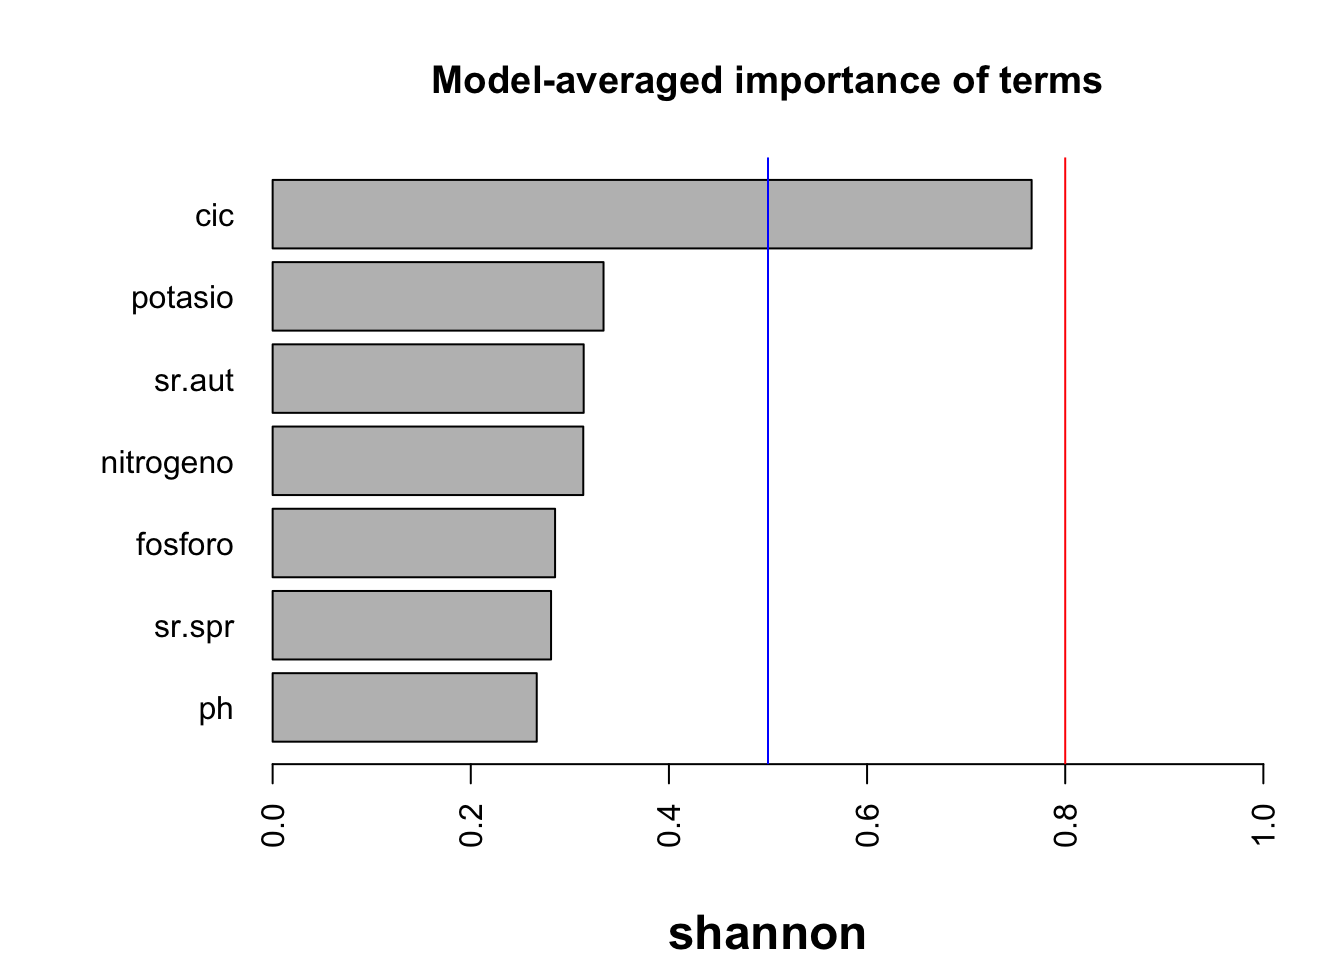 Model-averaged importance of terms
cic
potasio
sr.aut
nitrogeno
fosforo
sr.spr
ph
0.0 0.2 0.4 0.6 0.8 1.0
shannon